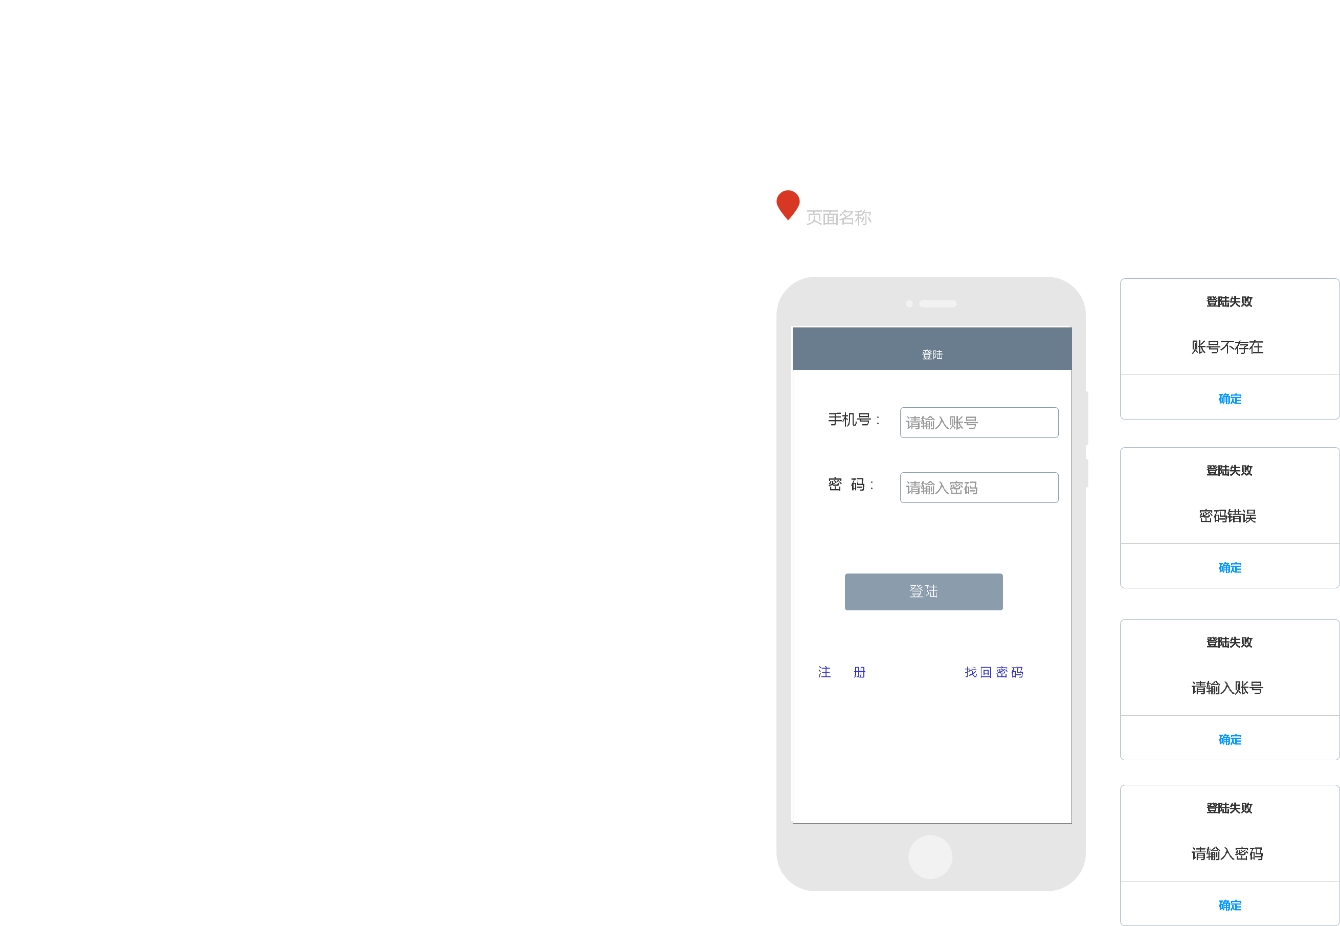 页面名称
登陆
手机号：
请输入账号
密 码：
请输入密码
登陆
注 册
找回密码
登陆失败
账号不存在
确定
登陆失败
密码错误
确定
登陆失败
请输入账号
确定
登陆失败
请输入密码
确定